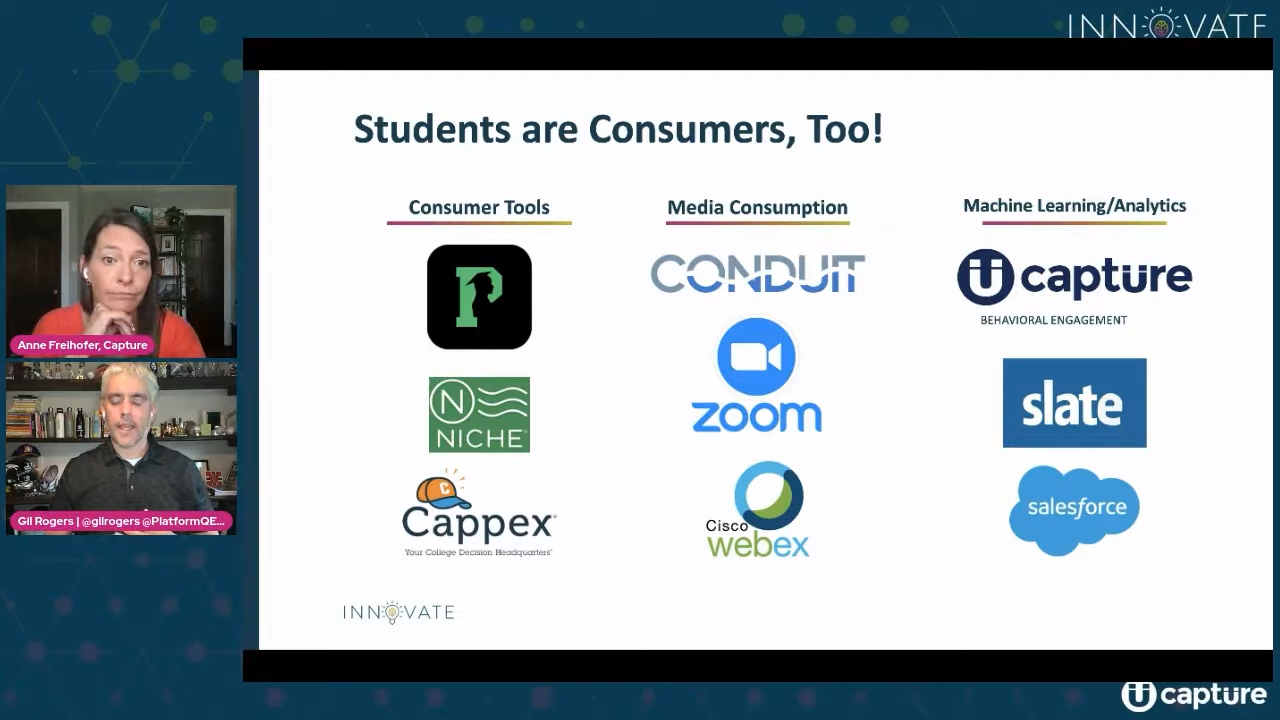 INNOVATE
Students are Consumers, Too!
Consumer Tools
Media Consumption
Machine Learning/Analytics
P
N
NICHE
C
Cappex
Your College Decision Headquarters
CONDUIT
zoom
Cisco
webex
capture
BEHAVIORAL ENGAGEMENT
slate
salesforce
INNOVATE
Anne Freihofer, Capture
Gil Rogers | @gilrogers @PlatformQE...
capture